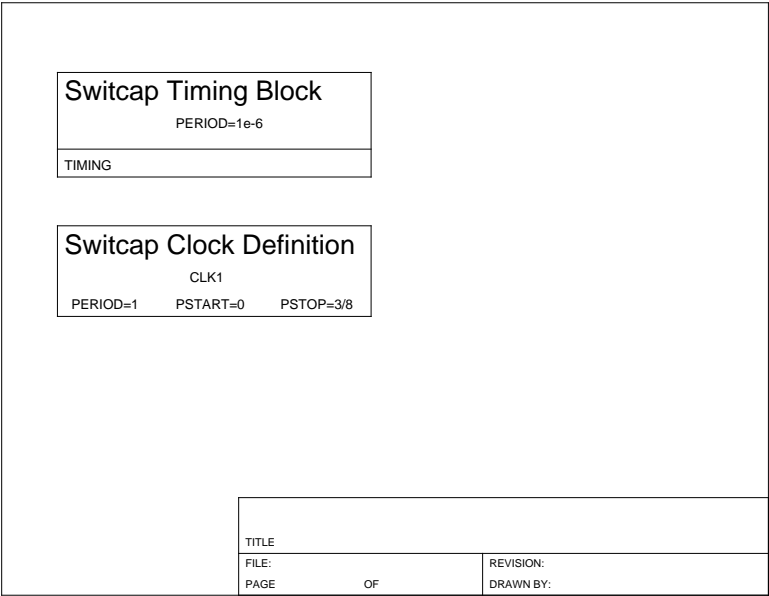 Switcap Timing Block
PERIOD=1e-6
TIMING
Switcap Clock Definition
CLK1
PERIOD=1 PSTART=0 PSTOP=3/8
TITLE
FILE: REVISION:
PAGE OF DRAWN BY: